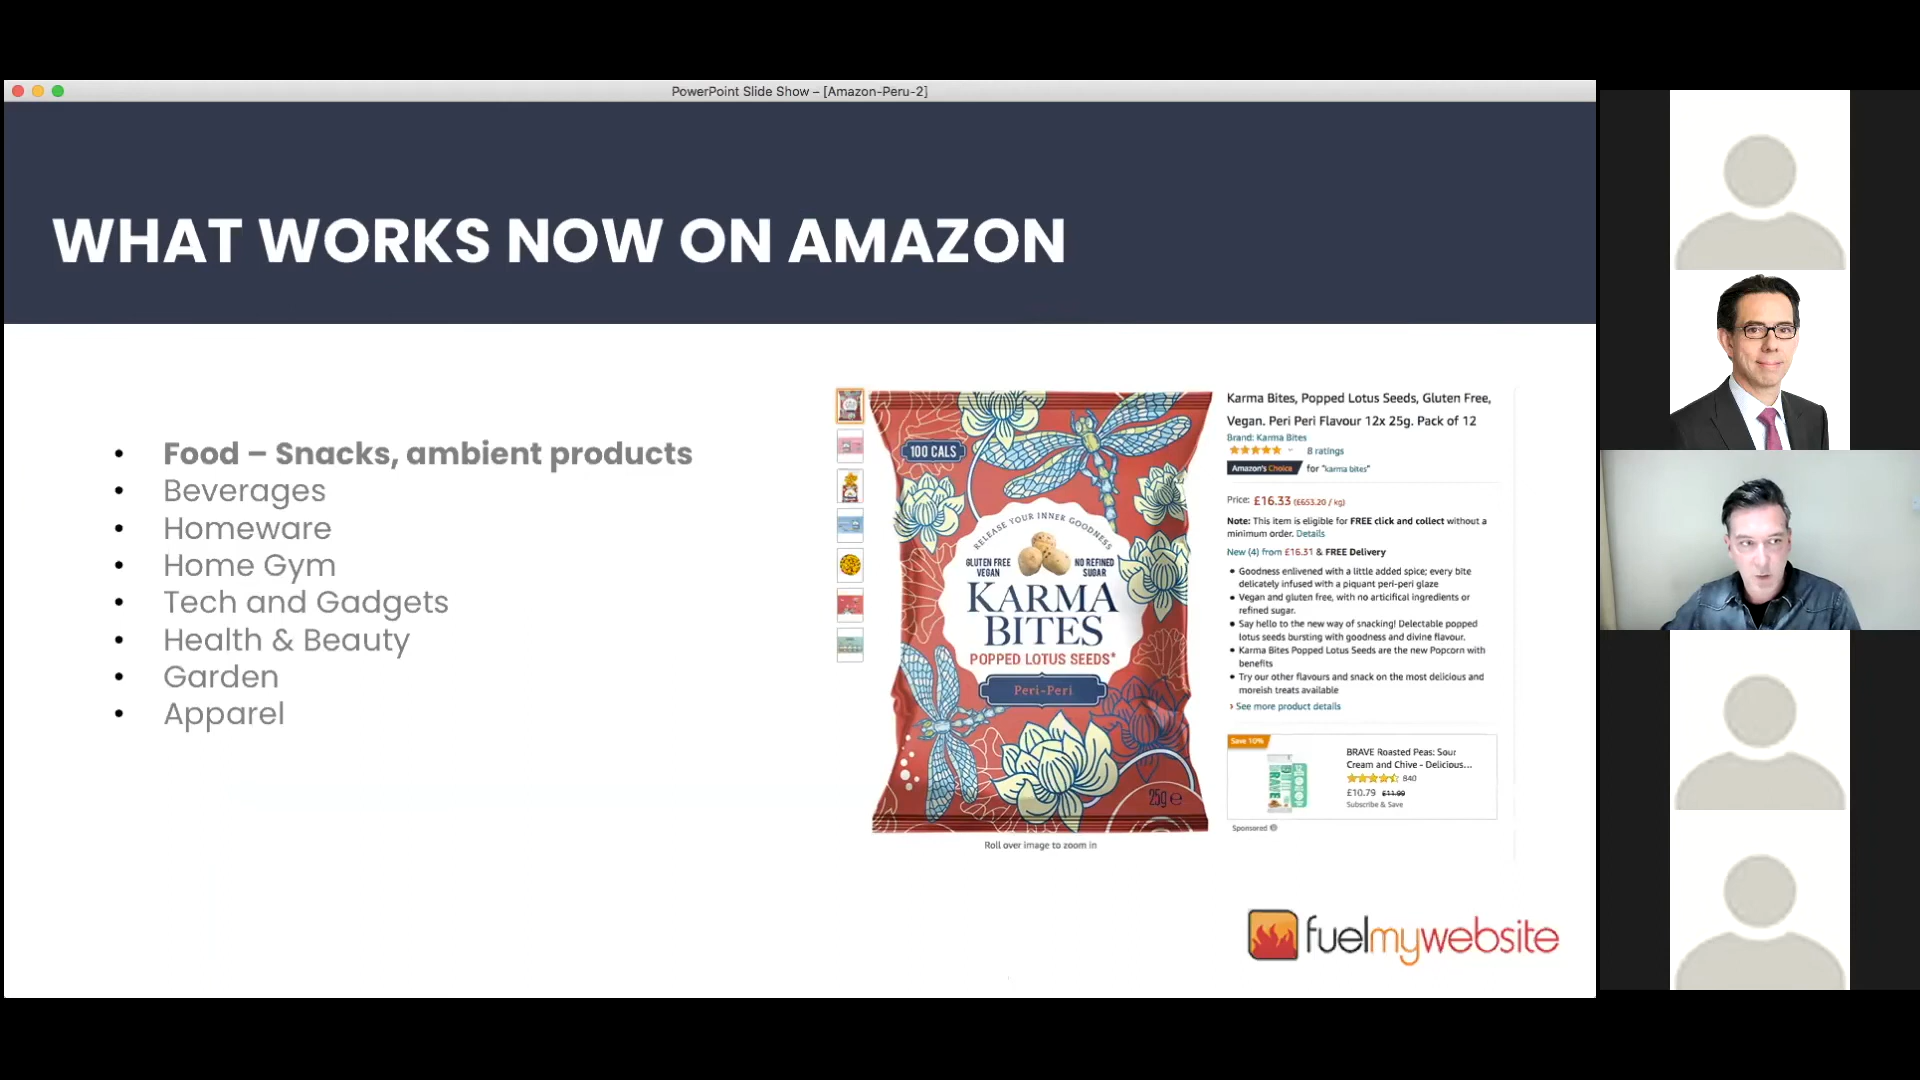 PowerPoint Slide Show – [Amazon-Peru-2]
WHAT WORKS NOW ON AMAZON
• Food – Snacks, ambient products
• Beverages
• Homeware
• Home Gym
• Tech and Gadgets
• Health & Beauty
• Garden
• Apparel
100 CALS
RELEASE YOUR INNER GOODNESS
GLUTEN FREE
VEGAN
NO REFINED
SUGAR
KARMA
BITES
POPPED LOTUS SEEDS*
Peri-Peri
25g e
Roll over image to zoom in
Karma Bites, Popped Lotus Seeds, Gluten Free,
Vegan. Peri Peri Flavour 12x 25g. Pack of 12
Brand: Karma Bites
8 ratings
Amazon's Choice for "karma bites"
Price: £16.33 (£653.20 / kg)
Note: This item is eligible for FREE click and collect without a
minimum order. Details
New (4) from £16.31 & FREE Delivery
• Goodness enlivened with a little added spice; every bite
delicately infused with a piquant peri-peri glaze
• Vegan and gluten free, with no artifical ingredients or
refined sugar.
• Say hello to the new way of snacking! Delectable popped
lotus seeds bursting with goodness and divine flavour.
• Karma Bites Popped Lotus Seeds are the new Popcorn with
benefits
• Try our other flavours and snack on the most delicious and
moreish treats available
› See more product details
Save 10%
BRAVE
BRAVE Roasted Peas: Sour
Cream and Chive - Delicious...
840
£10.79 £11.99
Subscribe & Save
Sponsored
fuelmywebsite